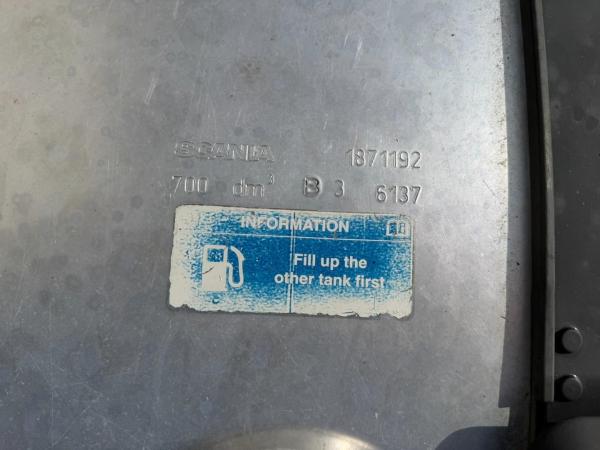 SCANIA 1871192
700 dm³ B 3 6137
INFORMATION
Fill up the
other tank first